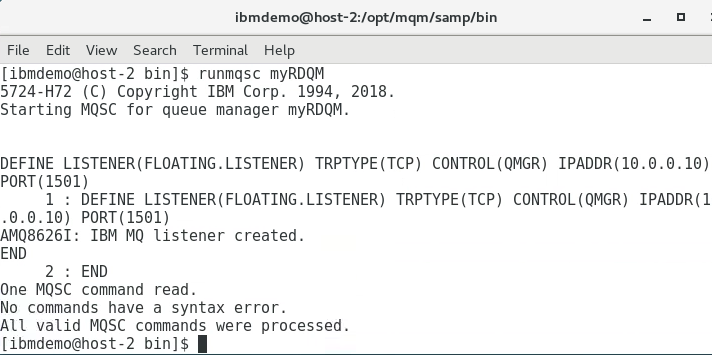 ibmdemo@host-2:/opt/mqm/samp/bin
File Edit View Search Terminal Help
[ibmdemo@host-2 bin]$ runmqsc myRDQM
5724-H72 (C) Copyright IBM Corp. 1994, 2018.
Starting MQSC for queue manager myRDQM.
DEFINE LISTENER(FLOATING.LISTENER) TRPTYPE(TCP) CONTROL(QMGR) IPADDR(10.0.0.10)
PORT(1501)
1 : DEFINE LISTENER(FLOATING.LISTENER) TRPTYPE(TCP) CONTROL(QMGR) IPADDR(1
.0.0.10) PORT(1501)
AMQ8626I: IBM MQ listener created.
END
2 : END
One MQSC command read.
No commands have a syntax error.
All valid MQSC commands were processed.
[ibmdemo@host-2 bin]$